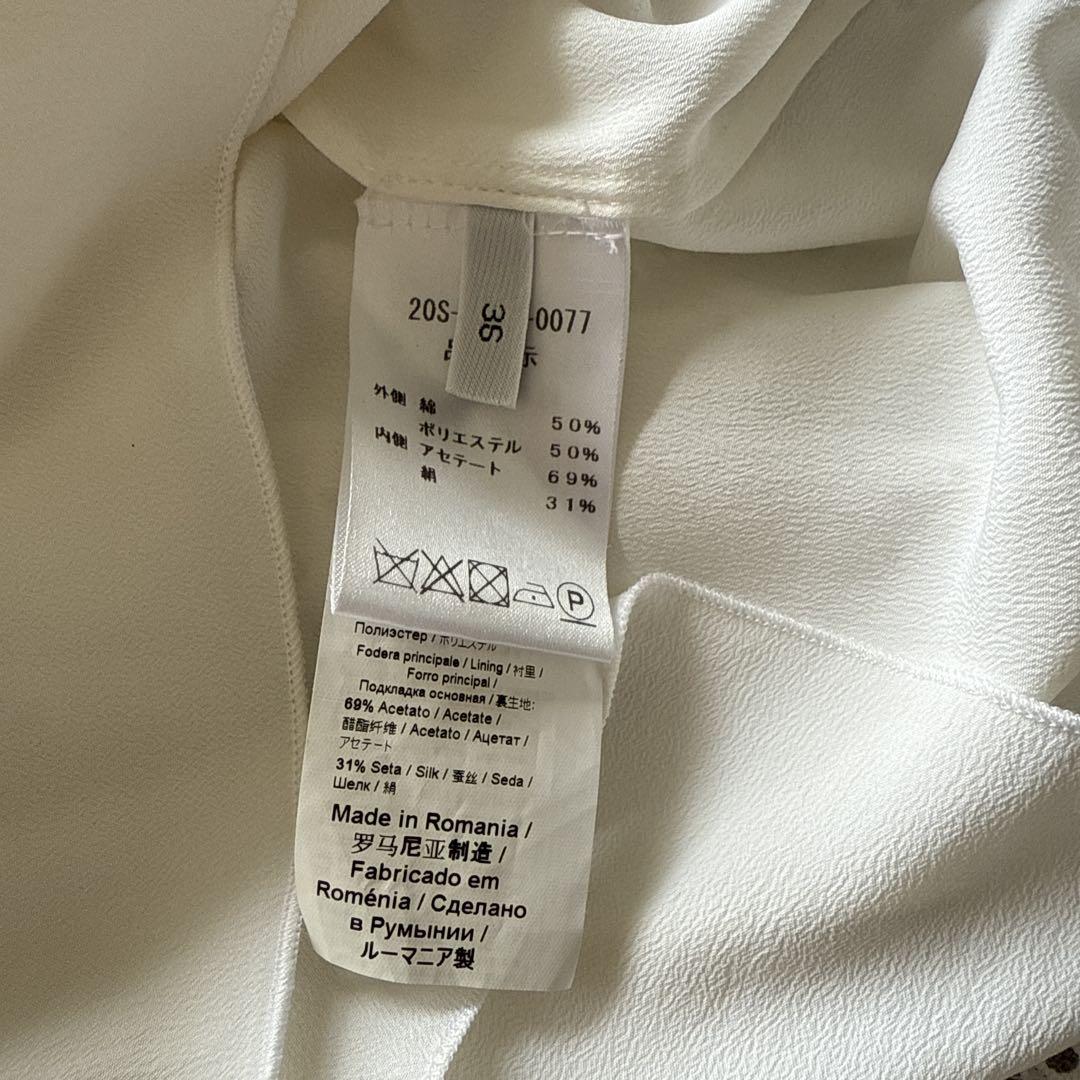 20S- -0077
36
示
外側 綿 50%
ポリエステル 50%
内側 アセテート 69%
絹 31%
P
Полиэстер / ポリエステル
Fodera principale / Lining / 衬里 /
Forro principal /
Подкладка основная / 裏生地:
69% Acetato / Acetate /
醋酯纤维 / Acetato / Ацетат /
アセテート
31% Seta / Silk / 蚕丝 / Seda /
Шелк / 絹
Made in Romania /
罗马尼亚制造 /
Fabricado em
Roménia / Сделано
в Румынии /
ルーマニア製